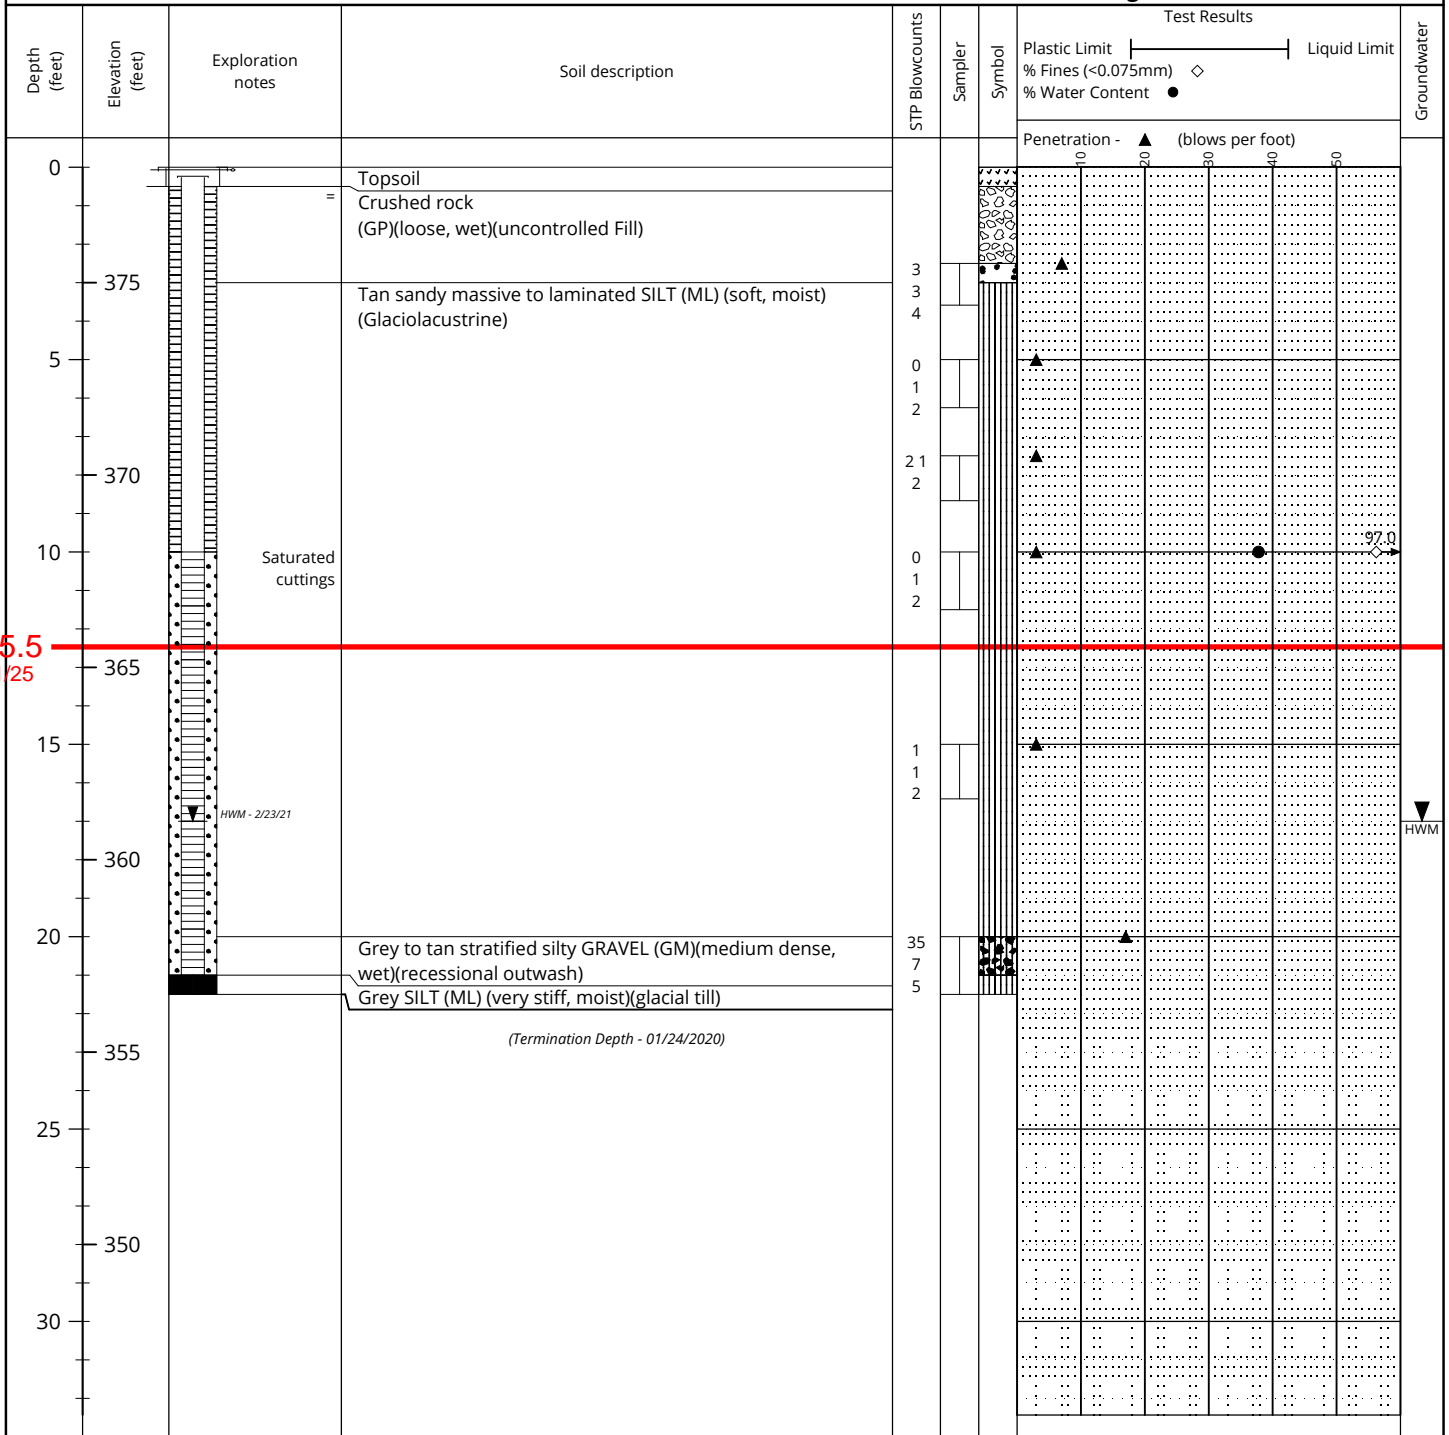 Depth
(feet)
Elevation
(feet)
Exploration
notes
Soil description
STP Blowcounts
Sampler
Symbol
Test Results
Plastic Limit
Liquid Limit
% Fines (<0.075mm)
% Water Content
Penetration - (blows per foot)
Groundwater
10
20
30
40
50
0
Topsoil
=
Crushed rock
(GP)(loose, wet)(uncontrolled Fill)
3
375
3
Tan sandy massive to laminated SILT (ML) (soft, moist)
4
(Glaciolacustrine)
5
0
1
2
2 1
370
2
97.0
10
Saturated
0
cuttings
1
2
5.5
365
/25
15
1
1
2
HWM - 2/23/21
HWM
360
20
Grey to tan stratified silty GRAVEL (GM)(medium dense,
35
wet)(recessional outwash)
7
5
Grey SILT (ML) (very stiff, moist)(glacial till)
(Termination Depth - 01/24/2020)
355
25
350
30